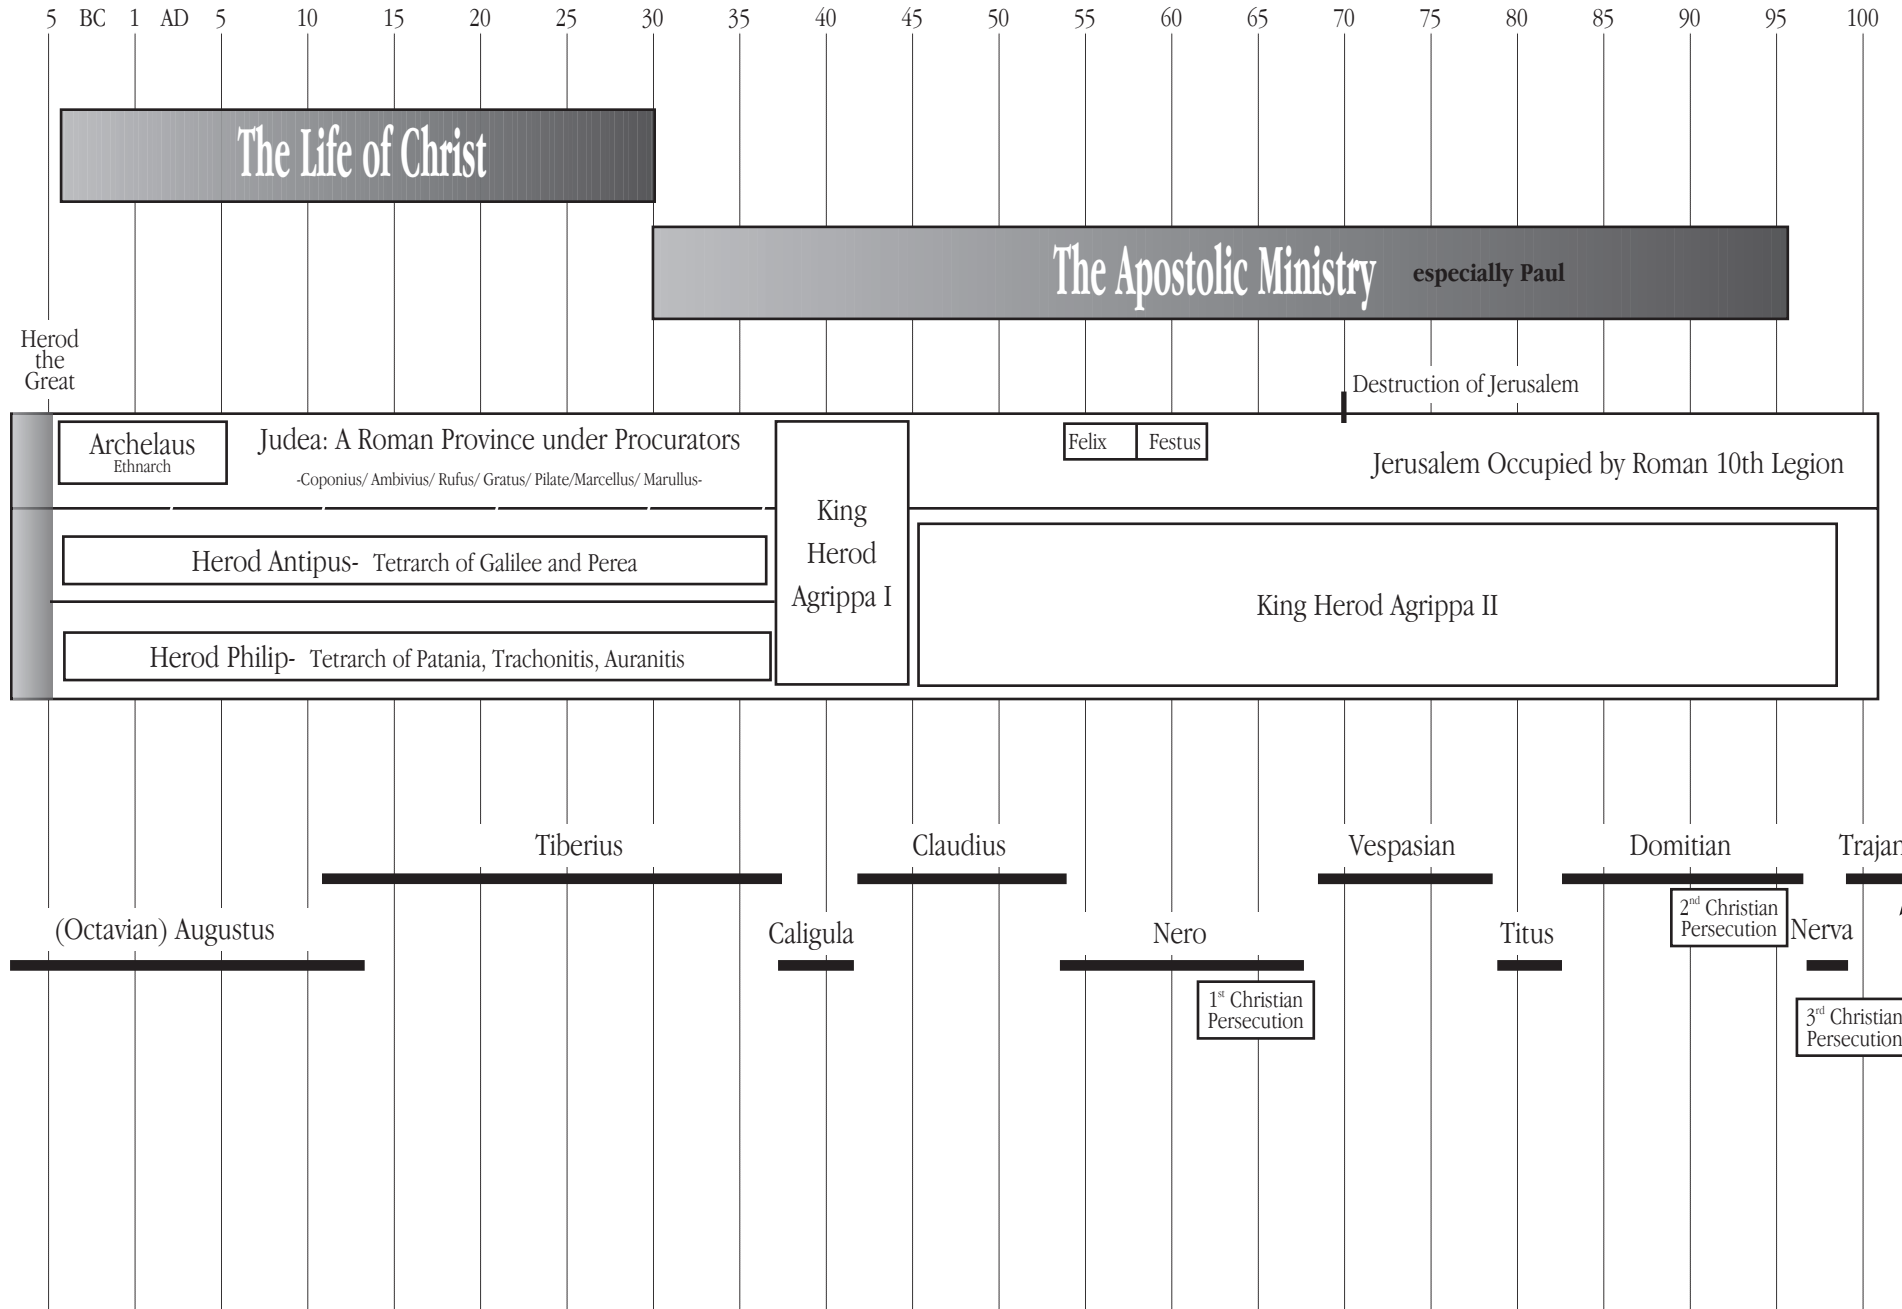 5 BC 1 AD 5 10 15 20 25 30 35 40 45 50 55 60 65 70 75 80 85 90 95 100
The Life of Christ
The Apostolic Ministry especially Paul
Herod
the
Great
Destruction of Jerusalem
Archelaus
Ethnarch
Judea: A Roman Province under Procurators
-Coponius/ Ambivius/ Rufus/ Gratus/ Pilate/Marcellus/ Marullus-
Felix Festus
Jerusalem Occupied by Roman 10th Legion
King
Herod
Agrippa I
Herod Antipus- Tetrarch of Galilee and Perea
King Herod Agrippa II
Herod Philip- Tetrarch of Patania, Trachonitis, Auranitis
Tiberius Claudius Vespasian Domitian Trajan
2nd Christian
Persecution
(Octavian) Augustus Caligula Nero Titus Nerva
1st Christian
Persecution
3rd Christian
Persecution